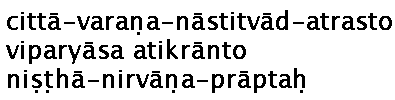 cittā-varaṇa-nāstitvād-atrasto
viparyāsa atikrānto
niṣṭhā-nirvāṇa-prāptaḥ